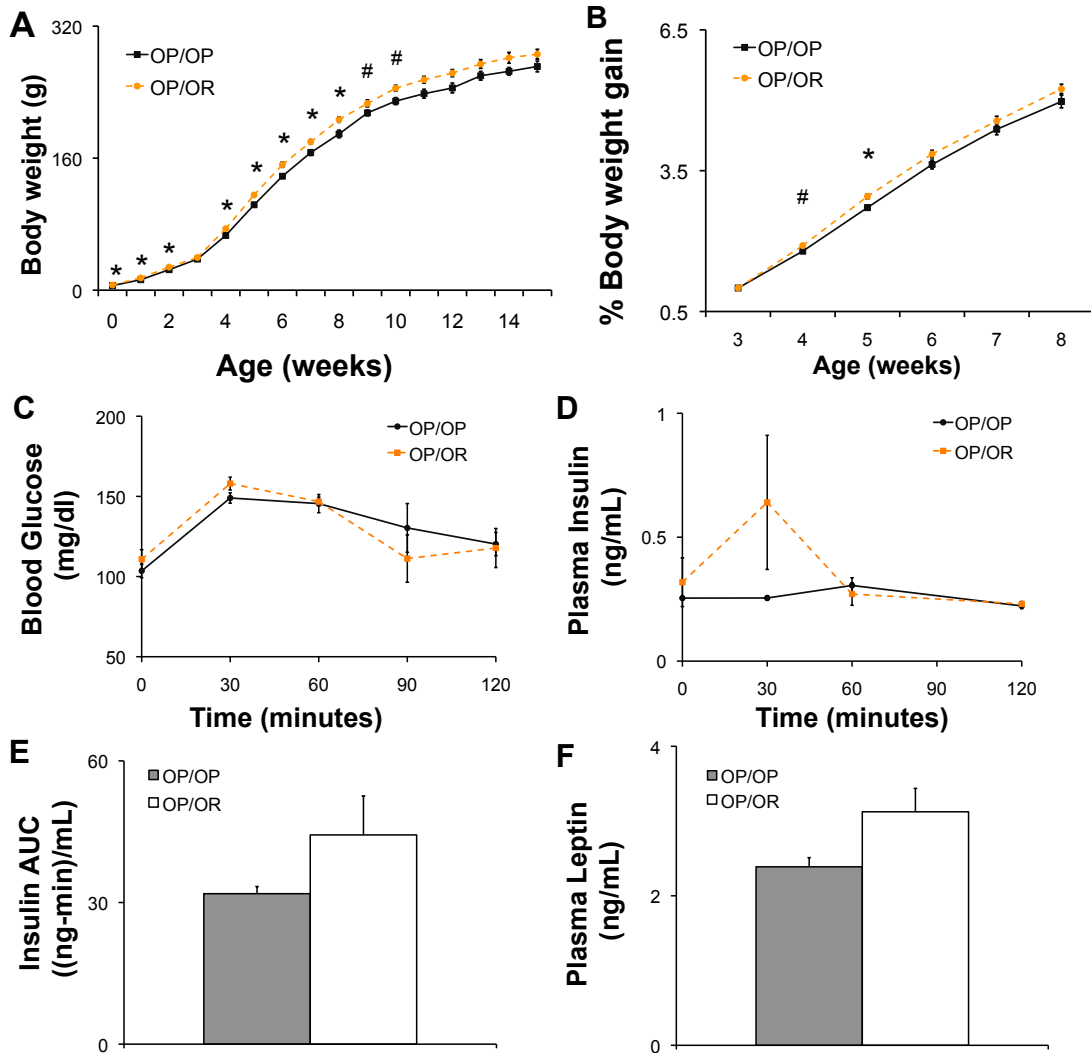 A
Body weight (g)
320
160
0
OP/OP
OP/OR
* * * * * * * * # #
0 2 4 6 8 10 12 14
Age (weeks)
B
% Body weight gain
6.5
3.5
0.5
OP/OP
OP/OR
# *
3 4 5 6 7 8
Age (weeks)
C
Blood Glucose
(mg/dl)
200
150
100
50
OP/OP
OP/OR
0 30 60 90 120
Time (minutes)
D
Plasma Insulin
(ng/mL)
1
0.5
0
OP/OP
OP/OR
0 30 60 90 120
Time (minutes)
E
Insulin AUC
((ng-min)/mL)
60
30
0
OP/OP
OP/OR
F
Plasma Leptin
(ng/mL)
4
2
0
OP/OP
OP/OR